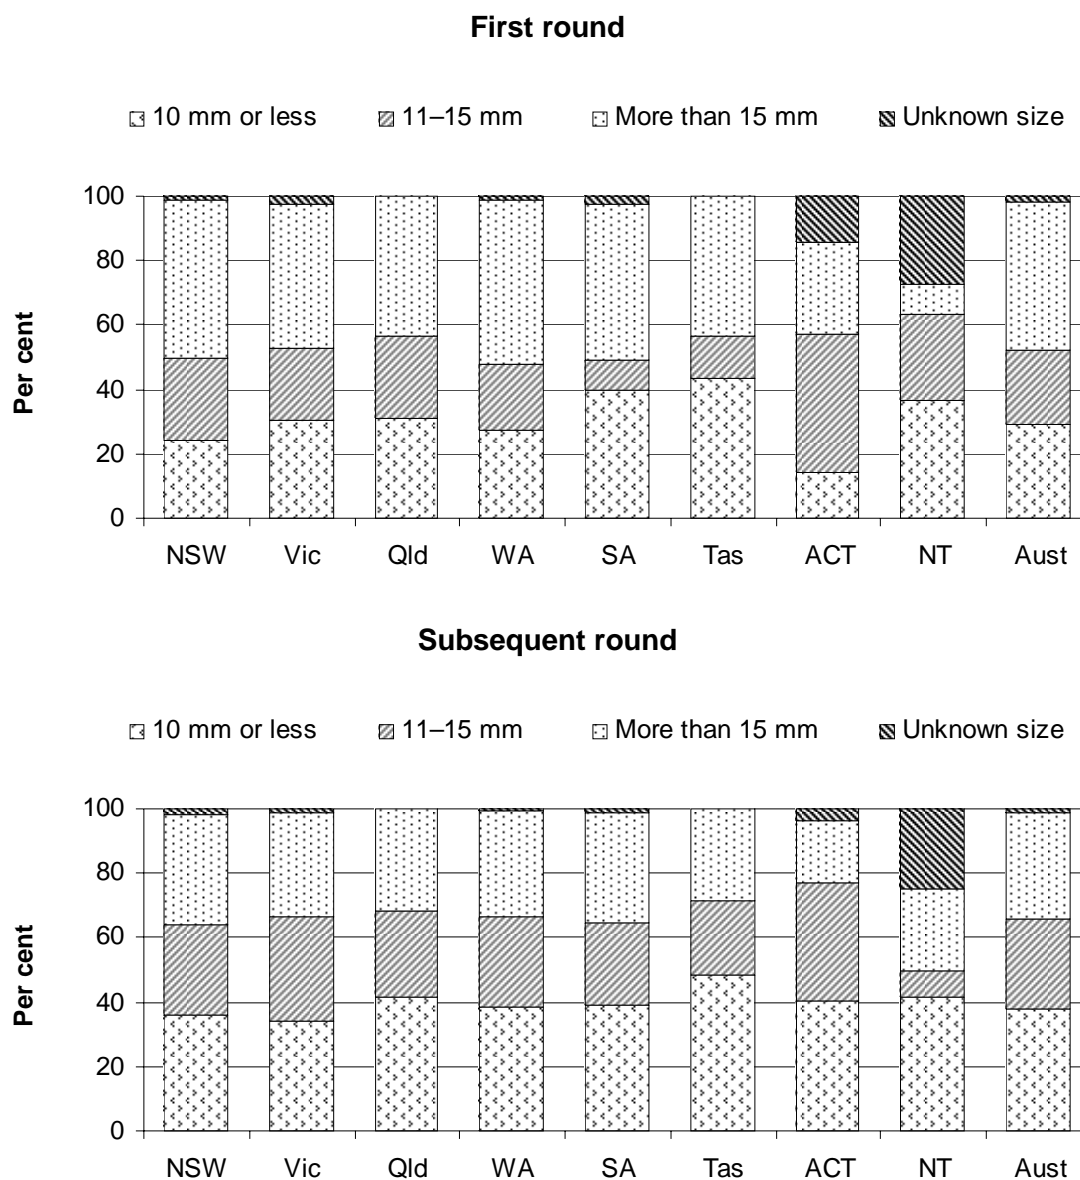 First round
10 mm or less 11–15 mm More than 15 mm Unknown size
Per cent
100
80
60
40
20
0
NSW Vic Qld WA SA Tas ACT NT Aust
Subsequent round
10 mm or less 11–15 mm More than 15 mm Unknown size
Per cent
100
80
60
40
20
0
NSW Vic Qld WA SA Tas ACT NT Aust